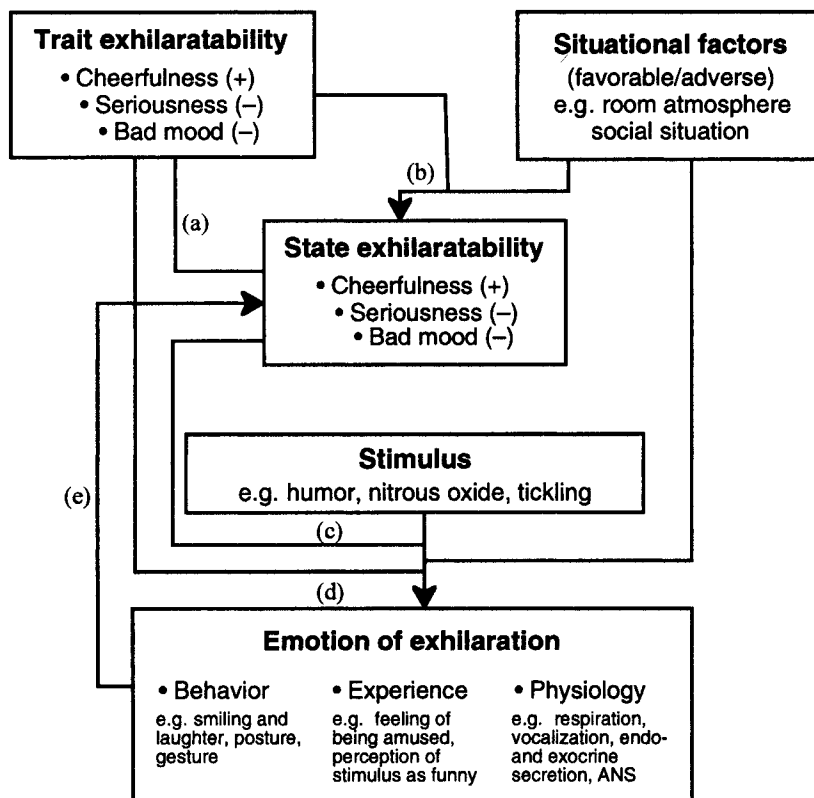 Trait exhilaratability
• Cheerfulness (+)
• Seriousness (–)
• Bad mood (–)
Situational factors
(favorable/adverse)
e.g. room atmosphere
social situation
(b)
(a)
State exhilaratability
• Cheerfulness (+)
• Seriousness (–)
• Bad mood (–)
Stimulus
e.g. humor, nitrous oxide, tickling
(e)
(c)
(d)
Emotion of exhilaration
• Behavior
e.g. smiling and
laughter, posture,
gesture
• Experience
e.g. feeling of
being amused,
perception of
stimulus as funny
• Physiology
e.g. respiration,
vocalization, endo-
and exocrine
secretion, ANS